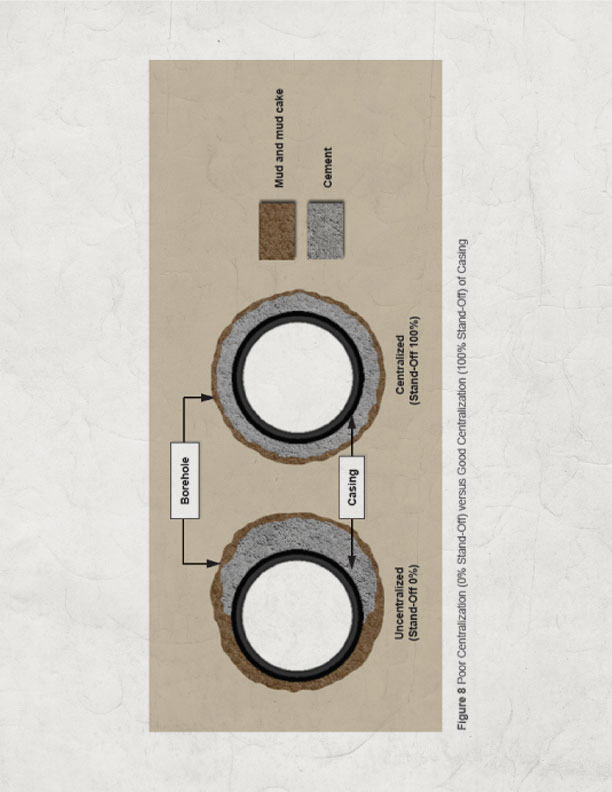 Borehole
Casing
Uncentralized
(Stand-Off 0%)
Centralized
(Stand-Off 100%)
Mud and mud cake
Cement
Figure 8 Poor Centralization (0% Stand-Off) versus Good Centralization (100% Stand-Off) of Casing